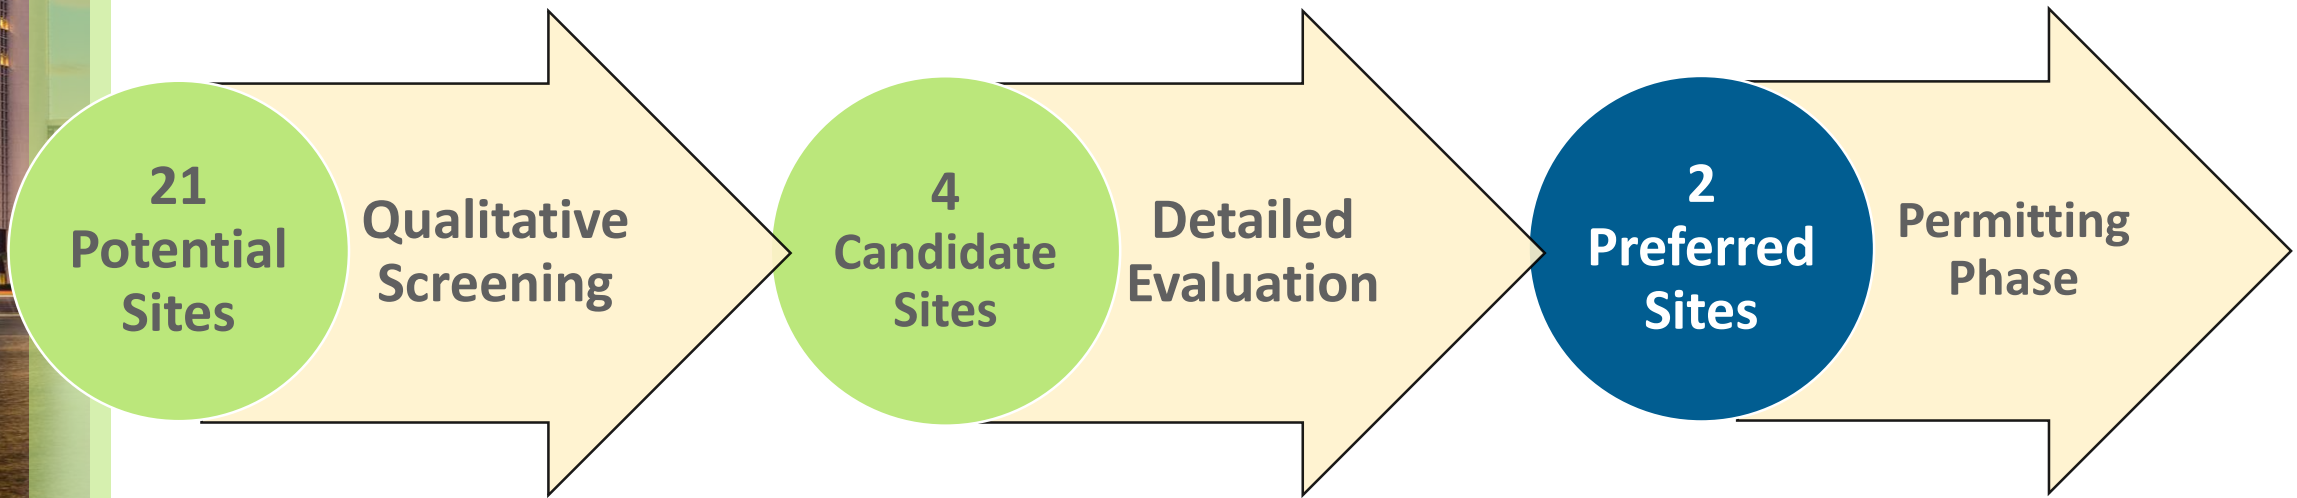 21
Potential
Sites
Qualitative
Screening
4
Candidate
Sites
Detailed
Evaluation
2
Preferred
Sites
Permitting
Phase